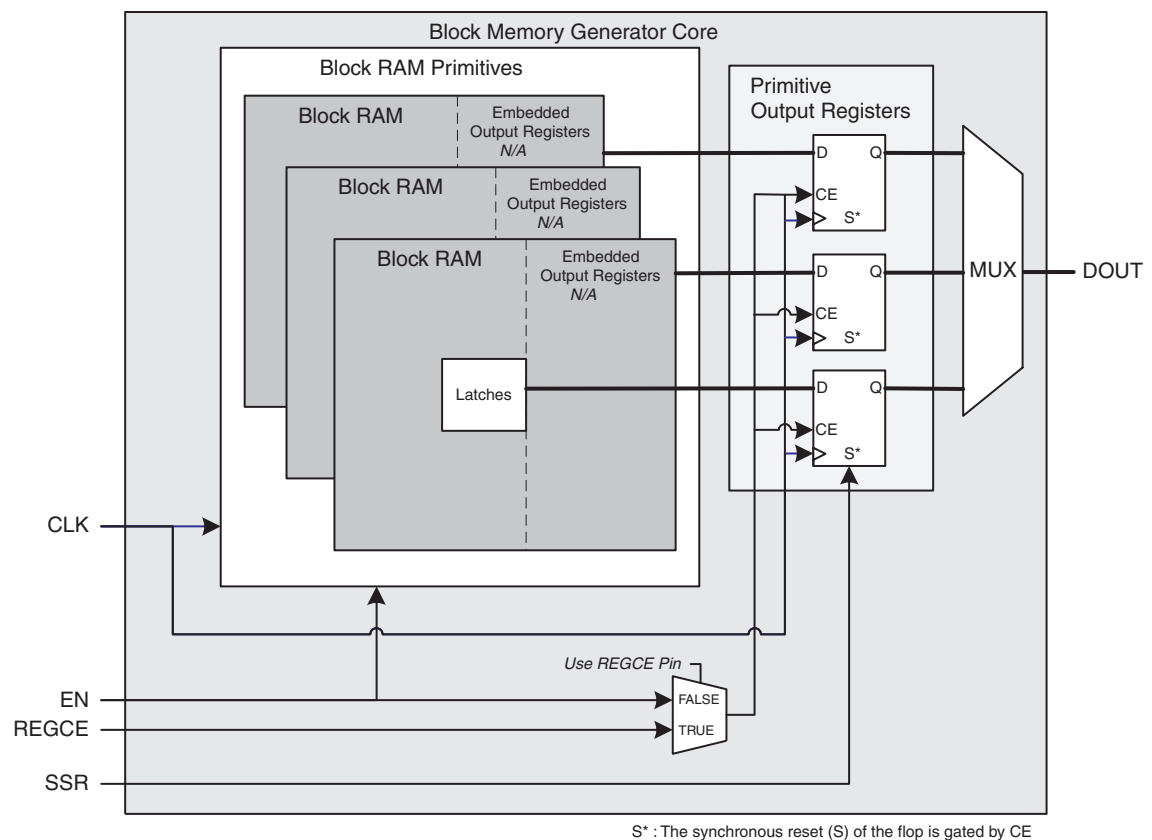 Block Memory Generator Core
Block RAM Primitives
Block RAM
Embedded
Output Registers
N/A
Block RAM
Embedded
Output Registers
N/A
Block RAM
Embedded
Output Registers
N/A
Latches
Primitive
Output Registers
D
Q
CE
S*
D
Q
CE
S*
D
Q
CE
S*
MUX
DOUT
CLK
Use REGCE Pin
EN
FALSE
REGCE
TRUE
SSR
S* : The synchronous reset (S) of the flop is gated by CE